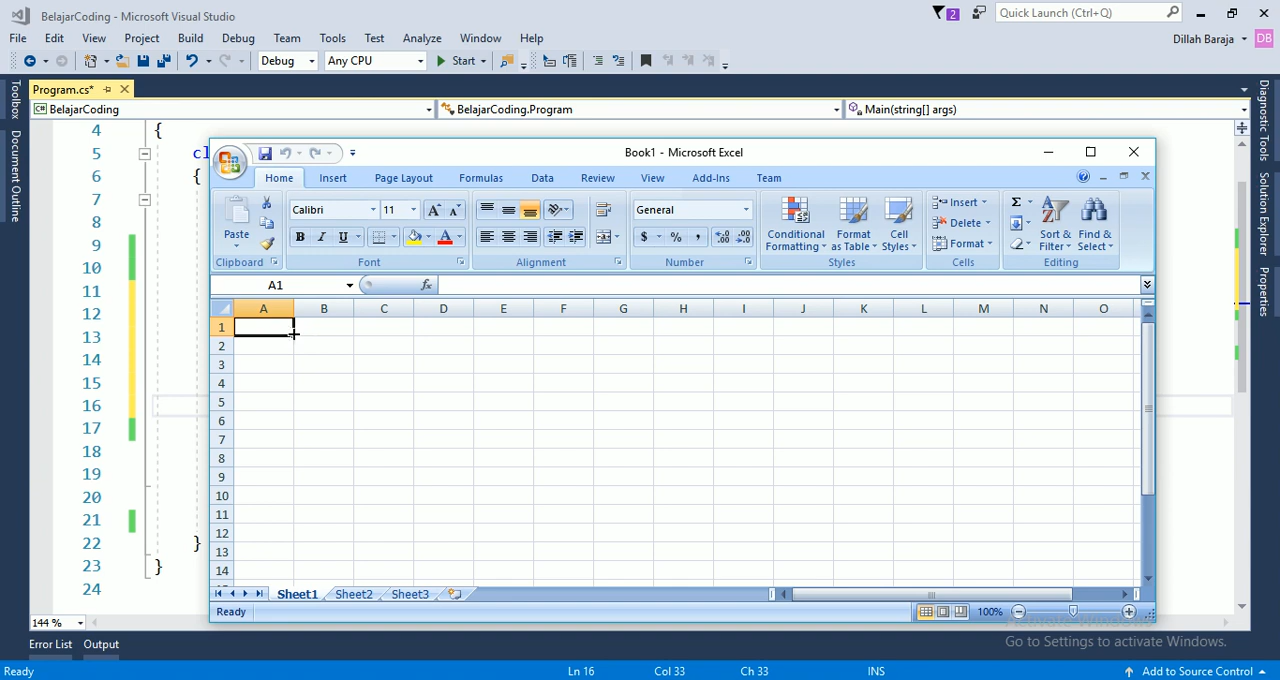 BelajarCoding - Microsoft Visual Studio
2
Quick Launch (Ctrl+Q)
File Edit View Project Build Debug Team Tools Test Analyze Window Help
Dillah Baraja DB
Debug Any CPU Start
Program.cs*
BelajarCoding BelajarCoding.Program Main(string[] args)
Toolbox
Document Outline
Diagnostic Tools
Solution Explorer
Properties
4 {
5 cl
6 {
7
8
9
10
11
12
13
14
15
16
17
18
19
20
21
22 }
23 }
24
Book1 - Microsoft Excel
Home Insert Page Layout Formulas Data Review View Add-Ins Team
Paste
Clipboard
Calibri 11
B I U A
Font
Alignment
General
$ % ,
Number
Conditional Formatting
Format as Table
Cell Styles
Styles
Insert
Delete
Format
Cells
Σ
Sort & Filter
Find & Select
Editing
A1 fx
A B C D E F G H I J K L M N O
1
2
3
4
5
6
7
8
9
10
11
12
13
14
Sheet1 Sheet2 Sheet3
Ready 100%
144 %
Activate Windows
Go to Settings to activate Windows.
Error List Output
Ready Ln 16 Col 33 Ch 33 INS Add to Source Control